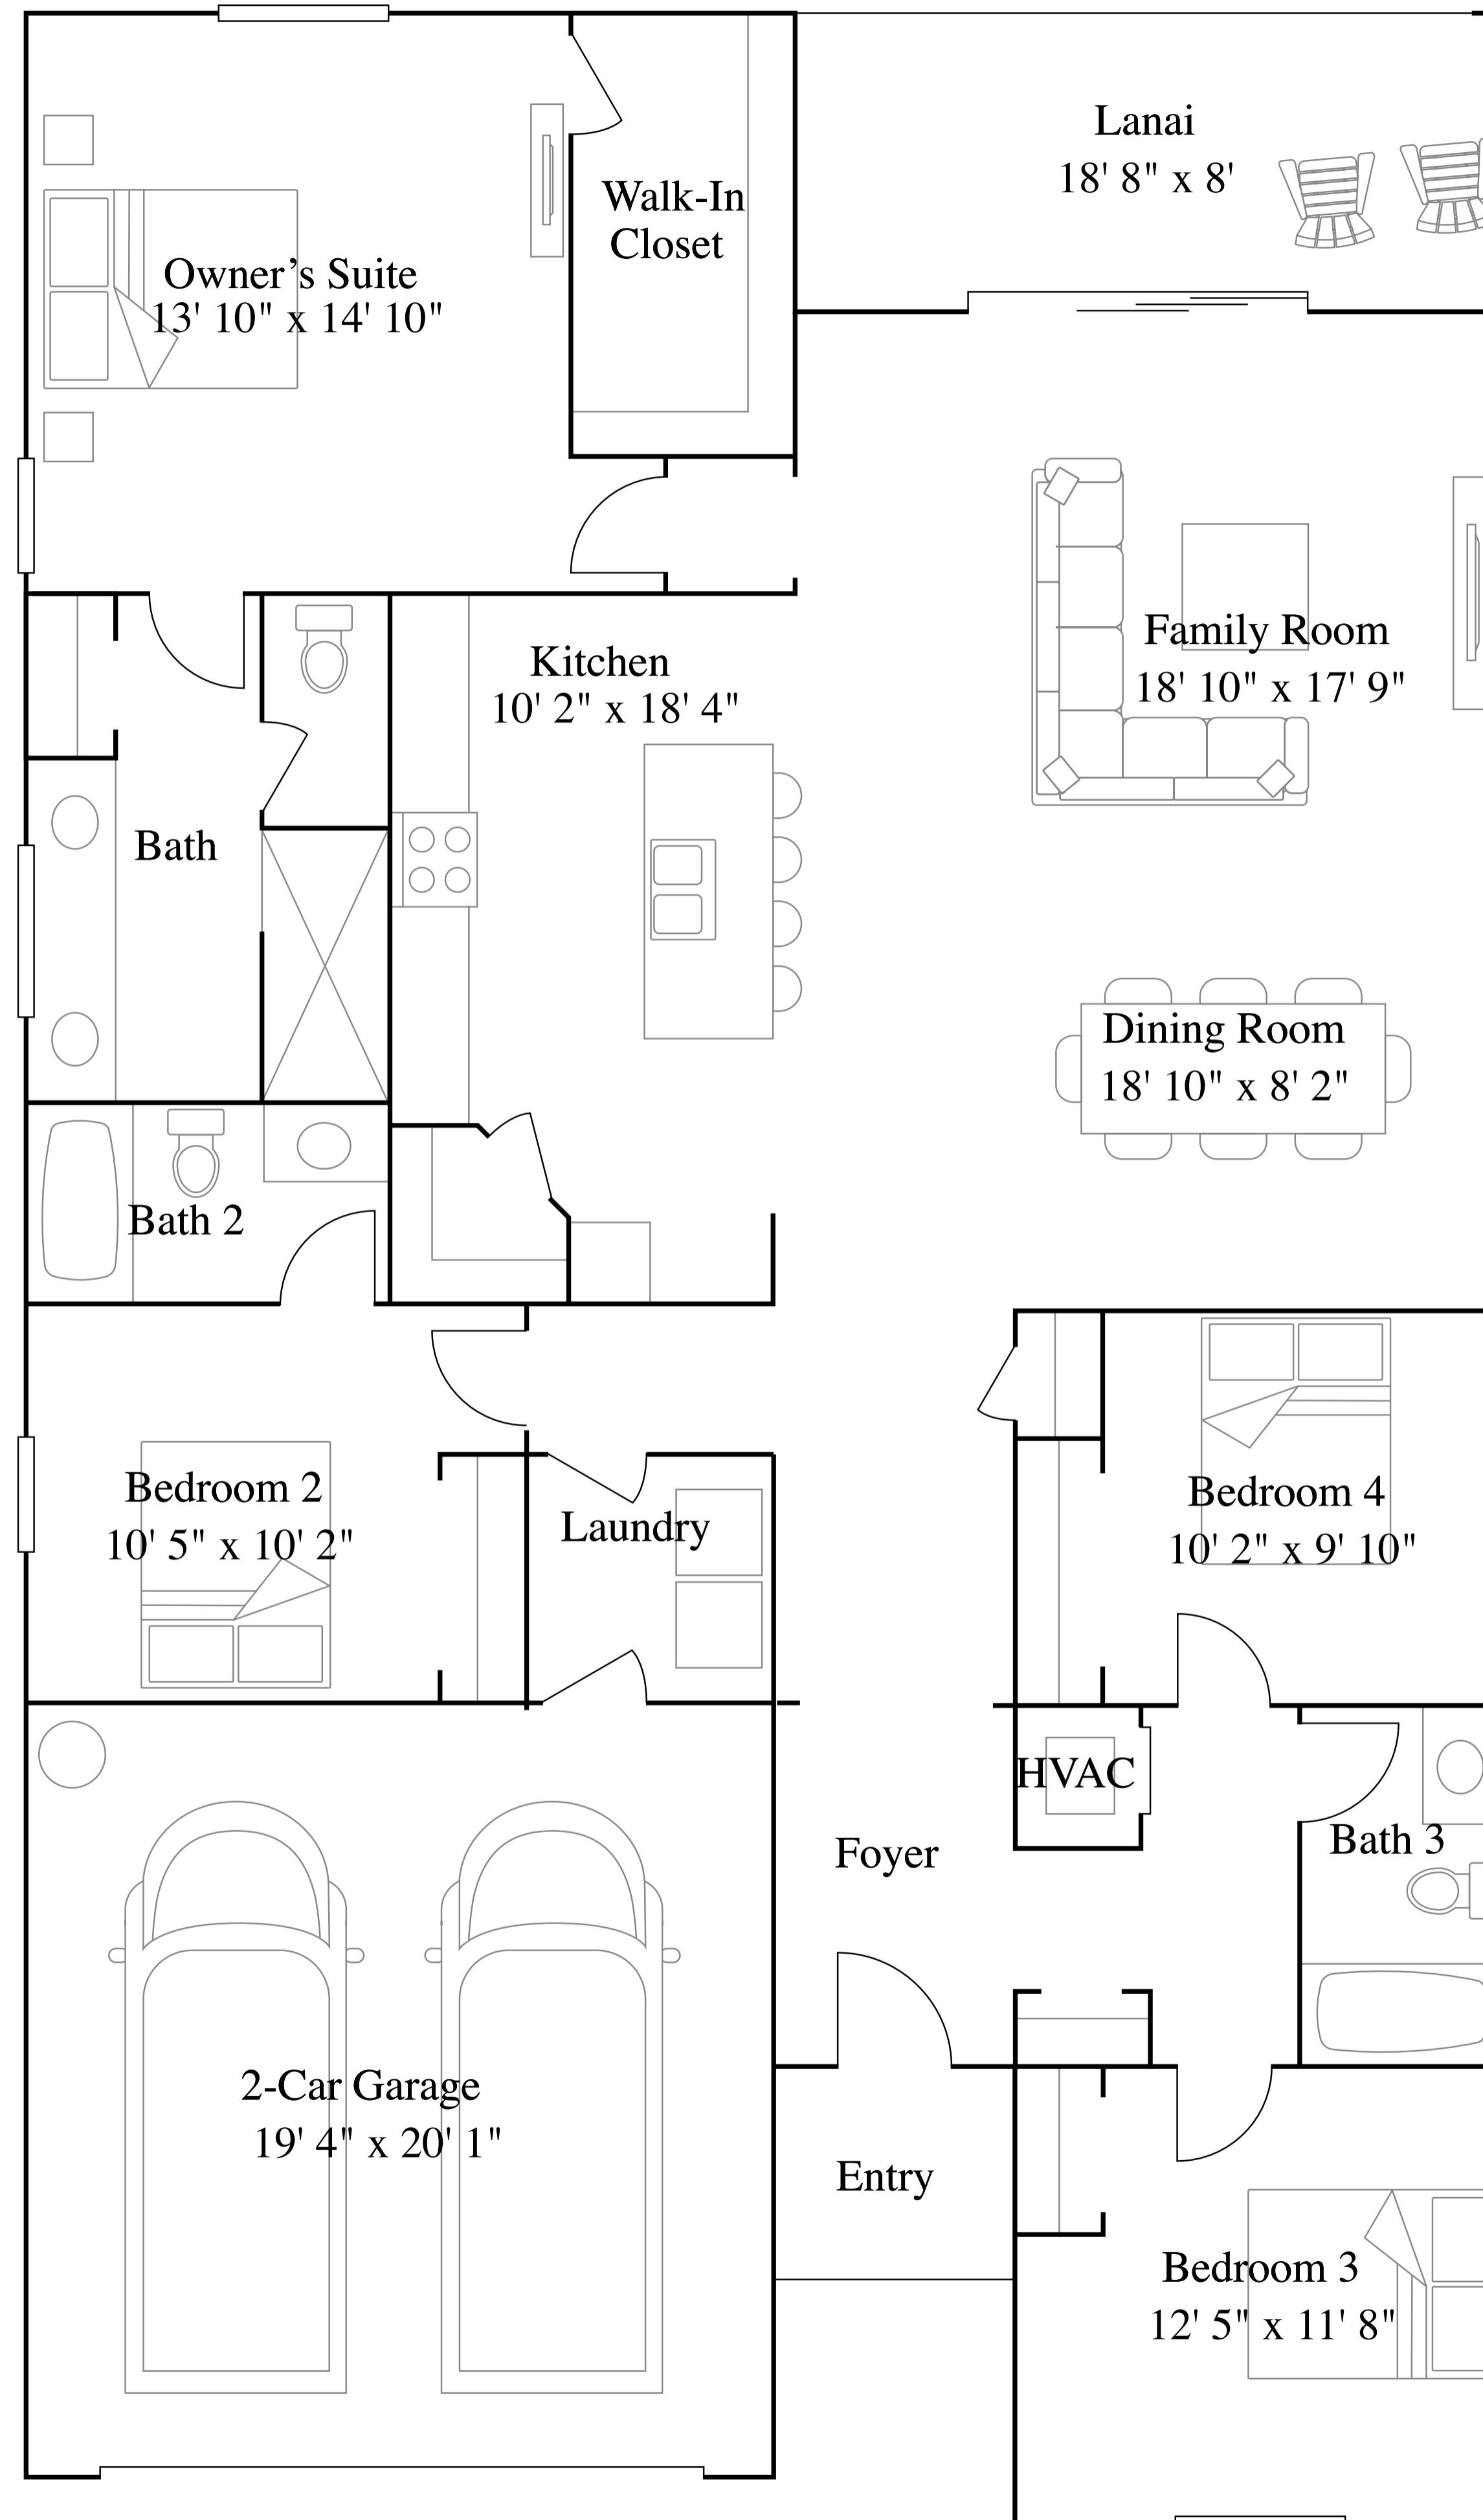 Lanai
18' 8" x 8'
Walk-In
Closet
Owner's Suite
13' 10" x 14' 10"
Family Room
18' 10" x 17' 9"
Kitchen
10' 2" x 18' 4"
Bath
Dining Room
18' 10" x 8' 2"
Bath 2
Bedroom 2
10' 5" x 10' 2"
Laundry
Bedroom 4
10' 2" x 9' 10"
HVAC
Foyer
Bath 3
2-Car Garage
19' 4" x 20' 1"
Entry
Bedroom 3
12' 5" x 11' 8"